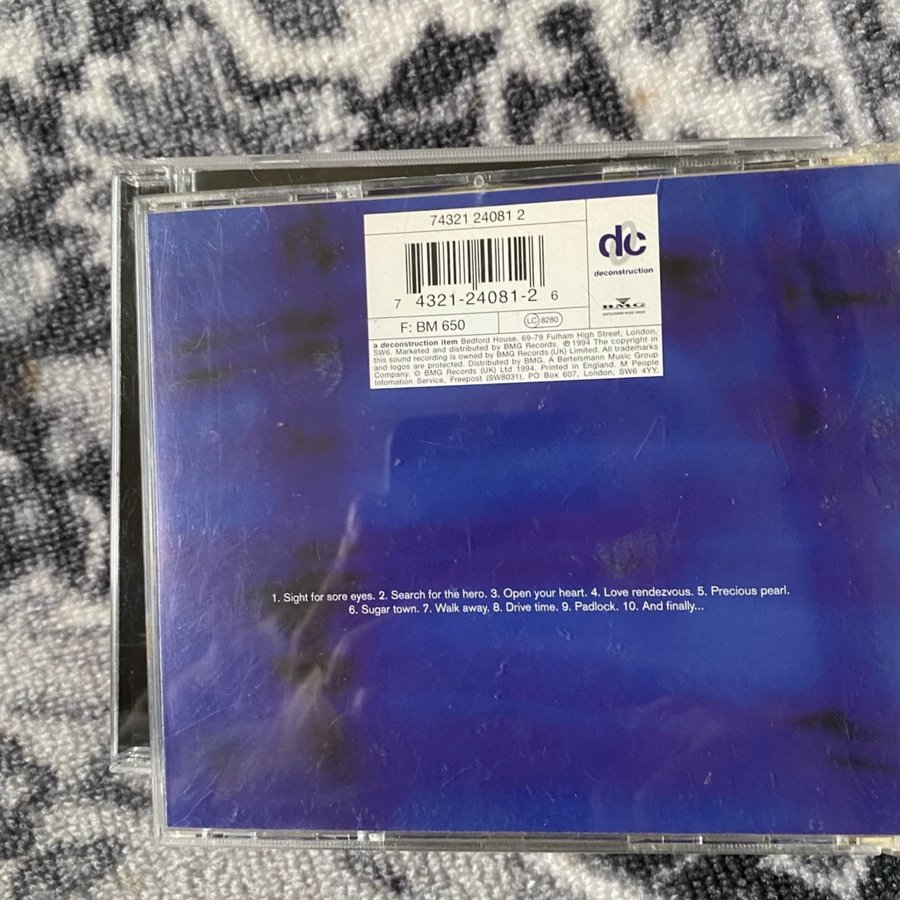 74321 24081 2
dc
deconstruction
7 4321-24081-2 6
BMG
BERTELSMANN MUSIC GROUP
F: BM 650
LC 8280
a deconstruction item Bedford House, 69-79 Fulham High Street, London,
SW6. Marketed and distributed by BMG Records. ℗ 1994 The copyright in
this sound recording is owned by BMG Records (UK) Limited. All trademarks
and logos are protected. Distributed by BMG. A Bertelsmann Music Group
Company. © BMG Records (UK) Ltd 1994. Printed in England. M People
Infomation Service, Freepost (SW8031), PO Box 607, London, SW6 4YY.
1. Sight for sore eyes. 2. Search for the hero. 3. Open your heart. 4. Love rendezvous. 5. Precious pearl.
6. Sugar town. 7. Walk away. 8. Drive time. 9. Padlock. 10. And finally...